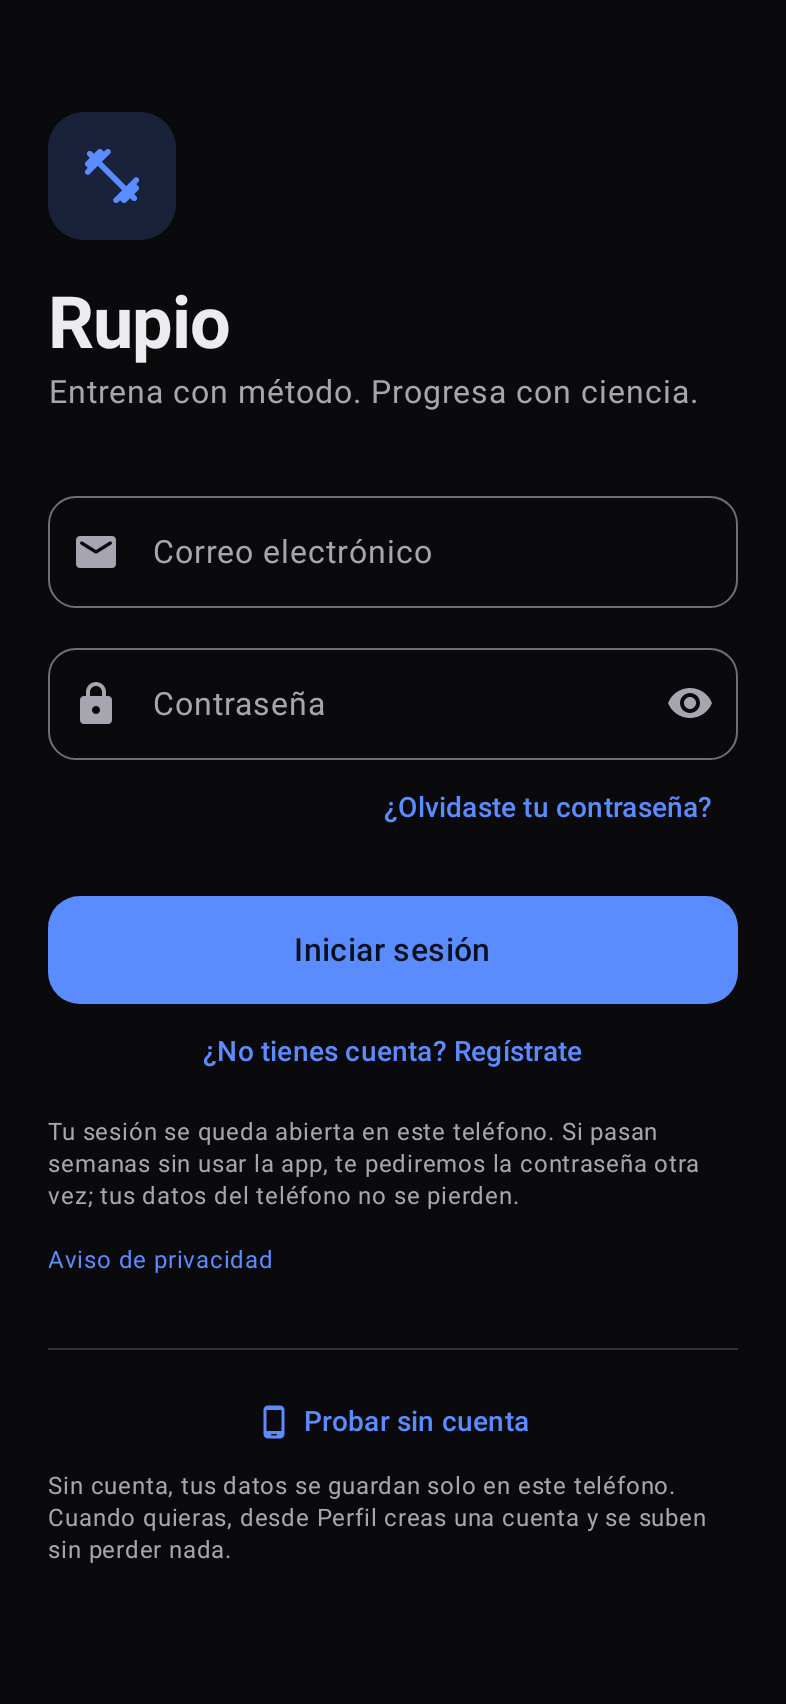 Rupio
Entrena con método. Progresa con ciencia.
Correo electrónico
Contraseña
¿Olvidaste tu contraseña?
Iniciar sesión
¿No tienes cuenta? Regístrate
Tu sesión se queda abierta en este teléfono. Si pasan
semanas sin usar la app, te pediremos la contraseña otra
vez; tus datos del teléfono no se pierden.
Aviso de privacidad
Probar sin cuenta
Sin cuenta, tus datos se guardan solo en este teléfono.
Cuando quieras, desde Perfil creas una cuenta y se suben
sin perder nada.